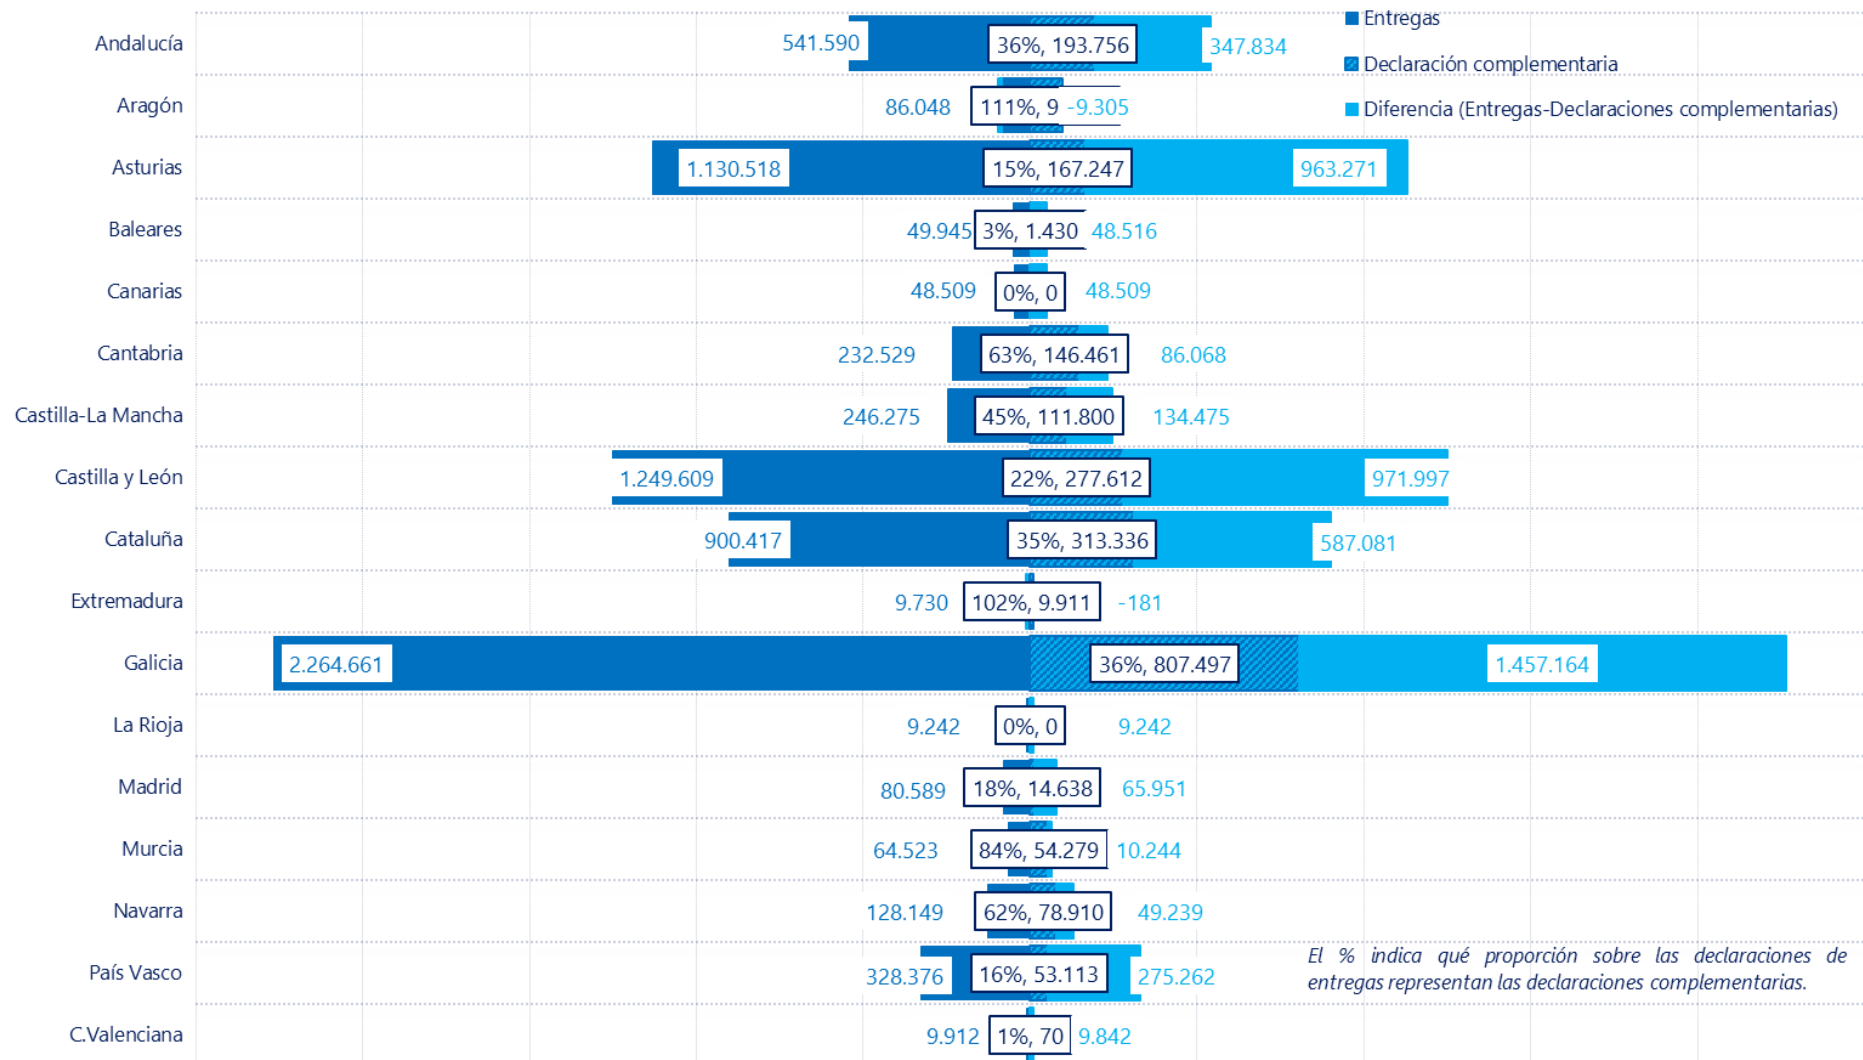 Entregas
Declaración complementaria
Diferencia (Entregas-Declaraciones complementarias)
Andalucía 541.590 36%, 193.756 347.834
Aragón 86.048 111%, 9 -9.305
Asturias 1.130.518 15%, 167.247 963.271
Baleares 49.945 3%, 1.430 48.516
Canarias 48.509 0%, 0 48.509
Cantabria 232.529 63%, 146.461 86.068
Castilla-La Mancha 246.275 45%, 111.800 134.475
Castilla y León 1.249.609 22%, 277.612 971.997
Cataluña 900.417 35%, 313.336 587.081
Extremadura 9.730 102%, 9.911 -181
Galicia 2.264.661 36%, 807.497 1.457.164
La Rioja 9.242 0%, 0 9.242
Madrid 80.589 18%, 14.638 65.951
Murcia 64.523 84%, 54.279 10.244
Navarra 128.149 62%, 78.910 49.239
País Vasco 328.376 16%, 53.113 275.262
El % indica qué proporción sobre las declaraciones de
entregas representan las declaraciones complementarias.
C.Valenciana 9.912 1%, 70 9.842